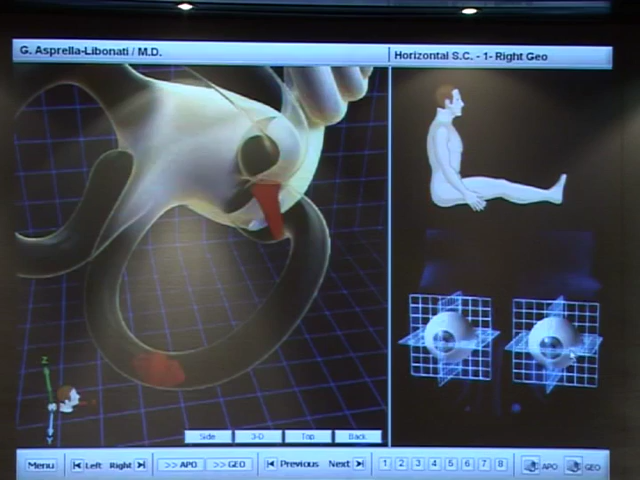 G. Asprella-Libonati / M.D.
Horizontal S.C. - 1- Right Geo
Z
Side 3-D Top Back
Menu Left Right >> APO >> GEO Previous Next 1 2 3 4 5 6 7 8 APO GEO